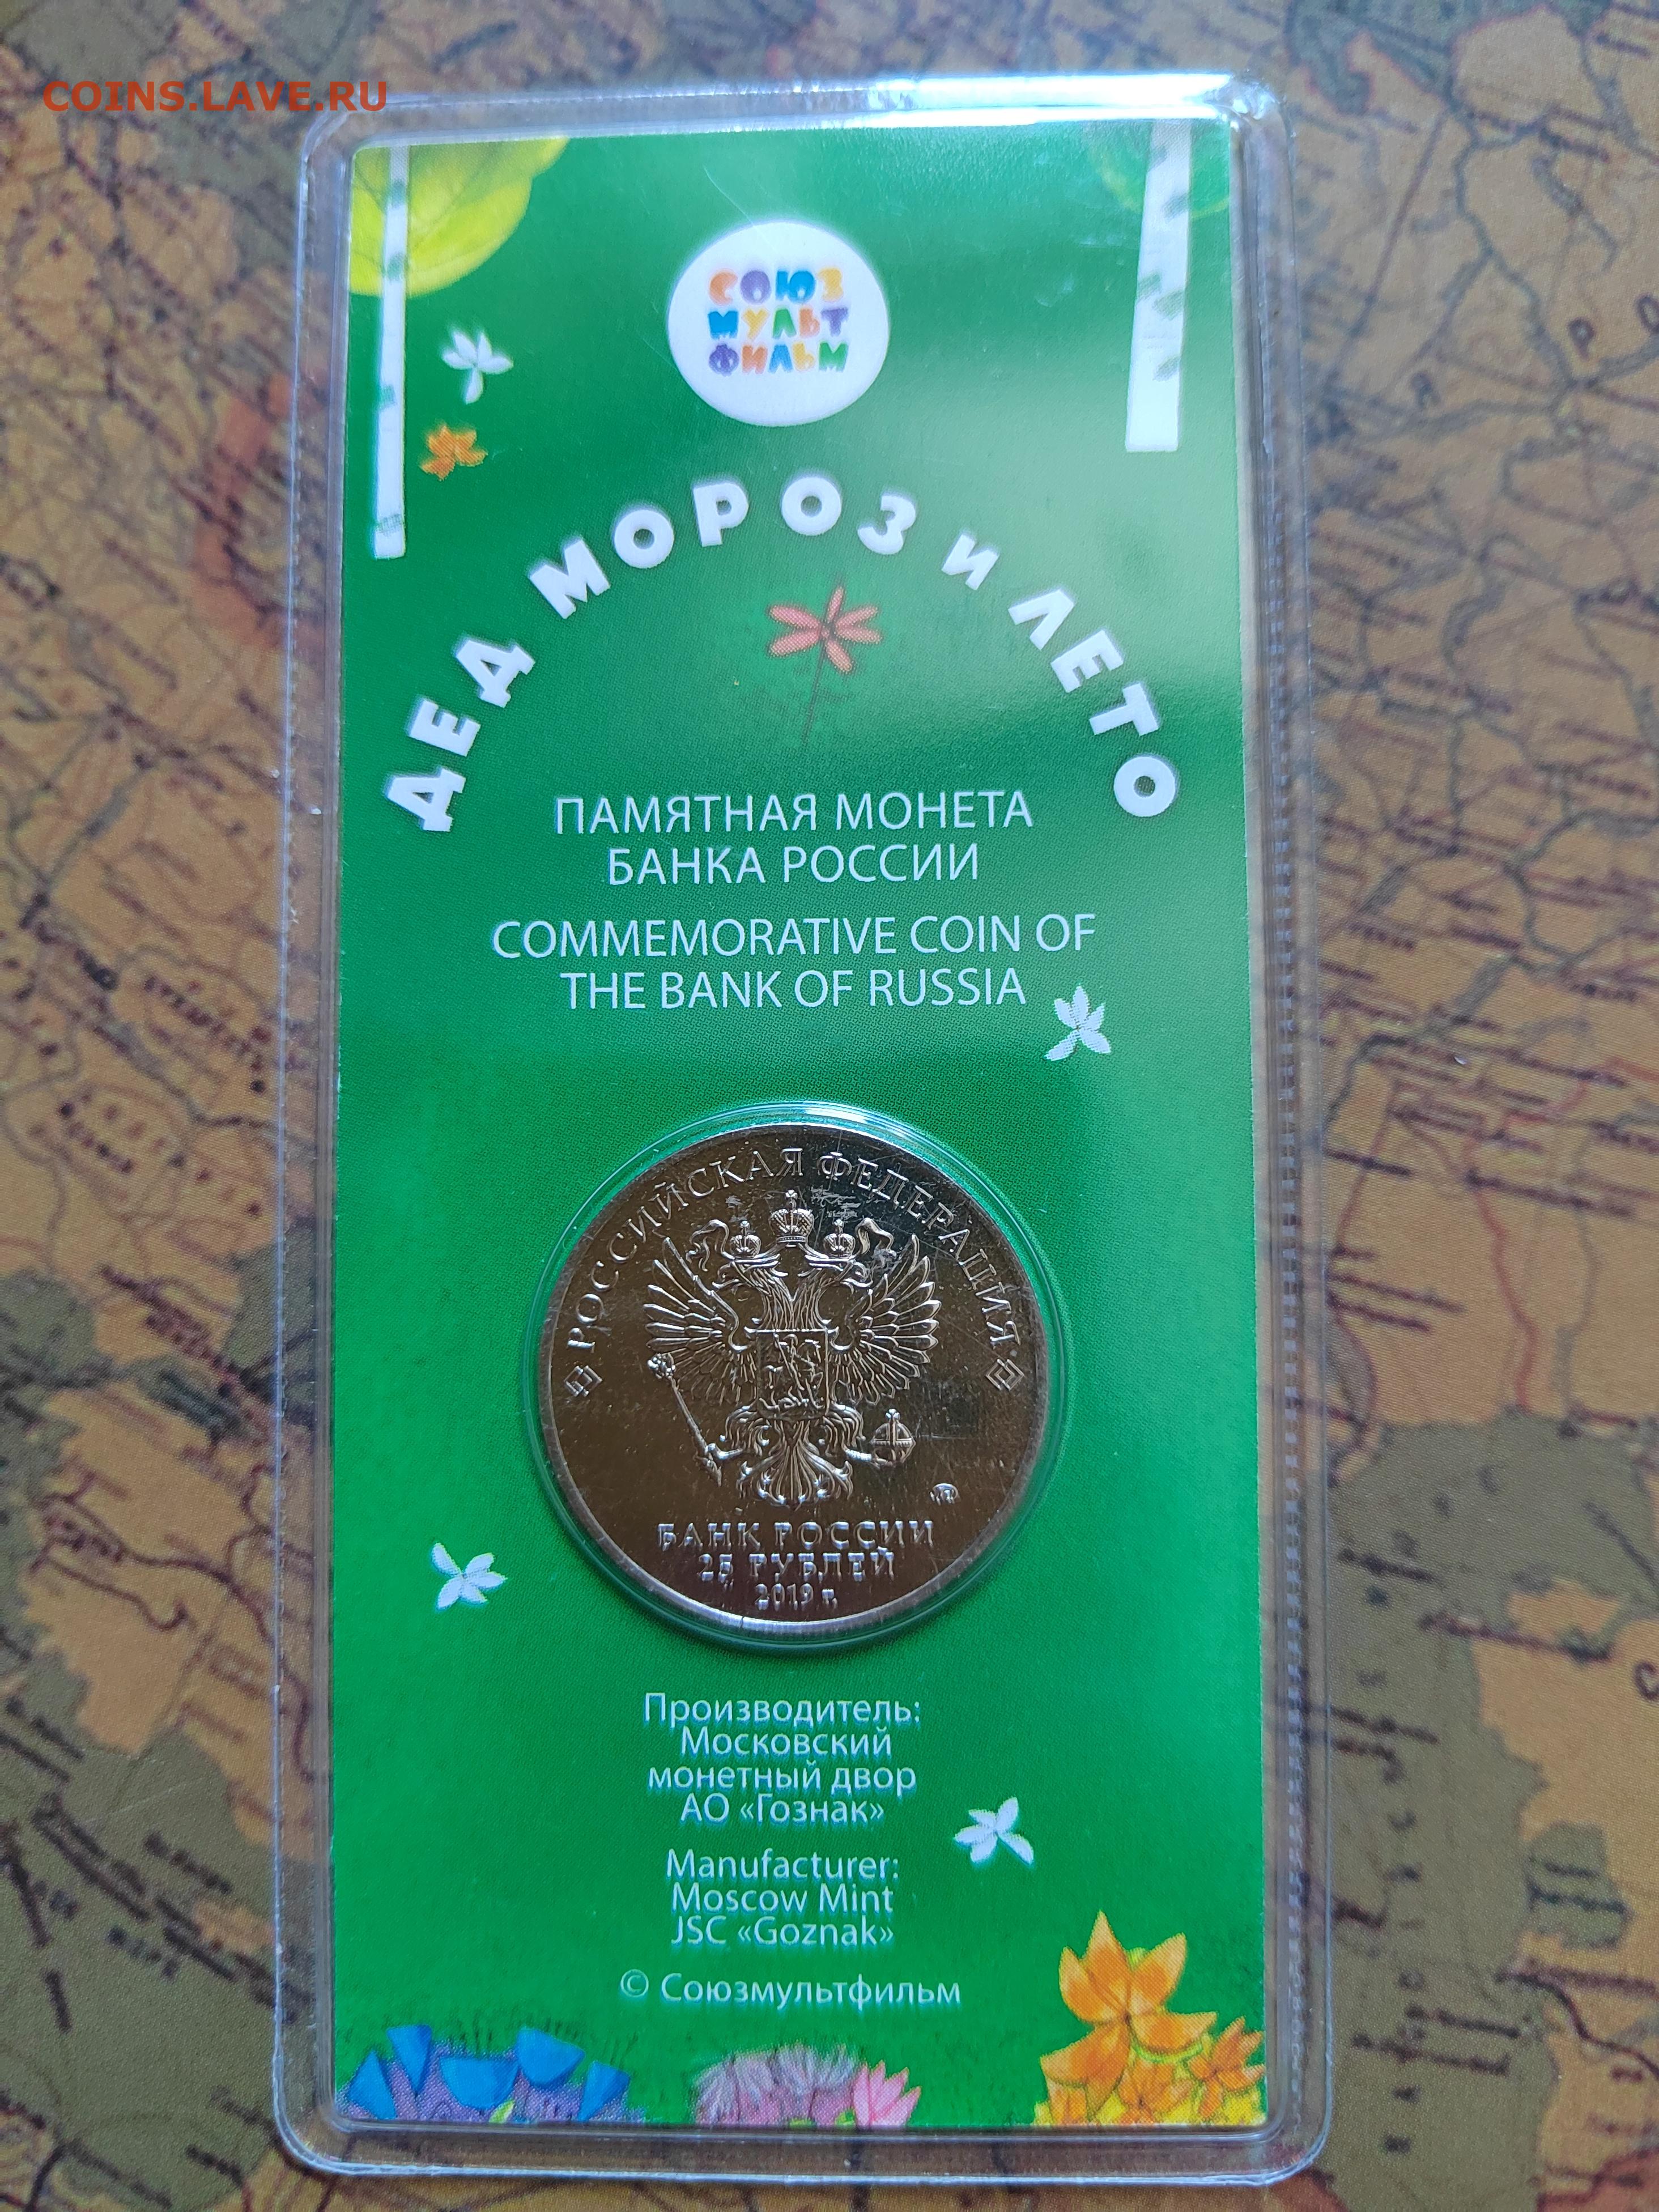 COINS.LAVE.RU
СОЮЗ
МУЛЬТ
ФИЛЬМ
ДЕД МОРОЗ И ЛЕТО
ПАМЯТНАЯ МОНЕТА
БАНКА РОССИИ
COMMEMORATIVE COIN OF
THE BANK OF RUSSIA
РОССИЙСКАЯ ФЕДЕРАЦИЯ
БАНК РОССИИ
25 РУБЛЕЙ
2019 г.
Производитель:
Московский
монетный двор
АО «Гознак»
Manufacturer:
Moscow Mint
JSC «Goznak»
© Союзмультфильм